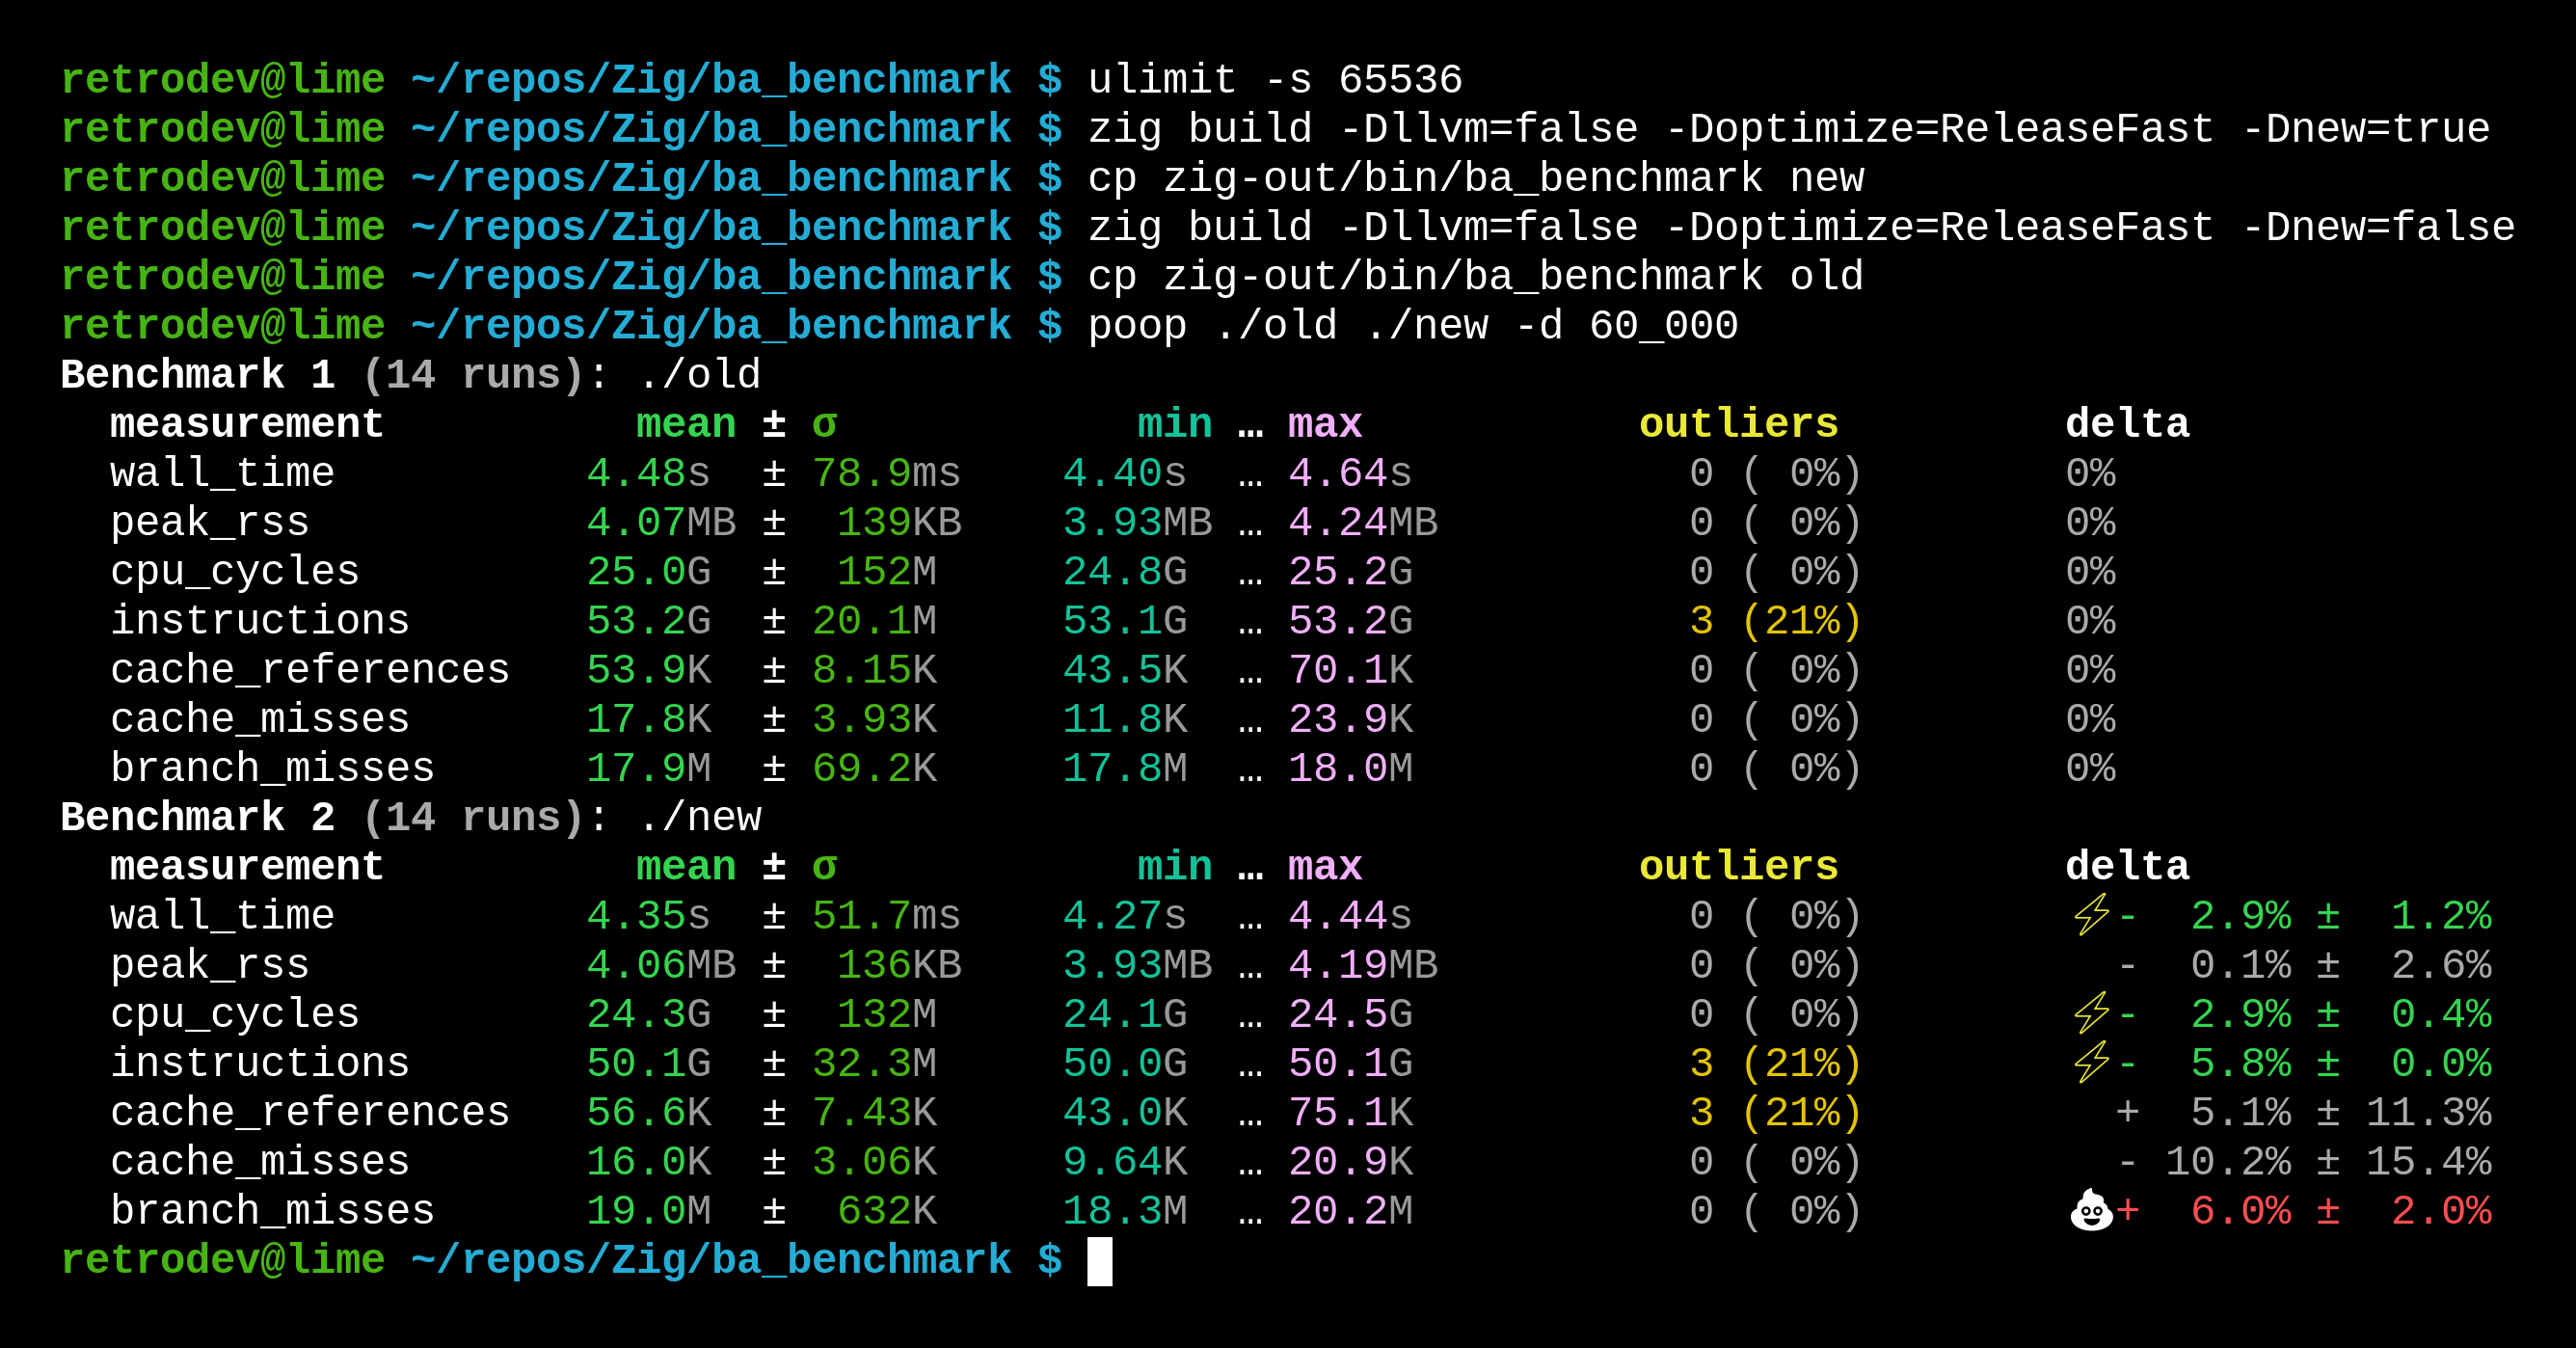 retrodev@lime ~/repos/Zig/ba_benchmark $ ulimit -s 65536
retrodev@lime ~/repos/Zig/ba_benchmark $ zig build -Dllvm=false -Doptimize=ReleaseFast -Dnew=true
retrodev@lime ~/repos/Zig/ba_benchmark $ cp zig-out/bin/ba_benchmark new
retrodev@lime ~/repos/Zig/ba_benchmark $ zig build -Dllvm=false -Doptimize=ReleaseFast -Dnew=false
retrodev@lime ~/repos/Zig/ba_benchmark $ cp zig-out/bin/ba_benchmark old
retrodev@lime ~/repos/Zig/ba_benchmark $ poop ./old ./new -d 60_000
Benchmark 1 (14 runs): ./old
  measurement          mean ± σ            min … max           outliers         delta
  wall_time          4.48s  ± 78.9ms    4.40s  … 4.64s           0 ( 0%)        0%
  peak_rss           4.07MB ±  139KB    3.93MB … 4.24MB          0 ( 0%)        0%
  cpu_cycles         25.0G  ±  152M     24.8G  … 25.2G           0 ( 0%)        0%
  instructions       53.2G  ± 20.1M     53.1G  … 53.2G           3 (21%)        0%
  cache_references   53.9K  ± 8.15K     43.5K  … 70.1K           0 ( 0%)        0%
  cache_misses       17.8K  ± 3.93K     11.8K  … 23.9K           0 ( 0%)        0%
  branch_misses      17.9M  ± 69.2K     17.8M  … 18.0M           0 ( 0%)        0%
Benchmark 2 (14 runs): ./new
  measurement          mean ± σ            min … max           outliers         delta
  wall_time          4.35s  ± 51.7ms    4.27s  … 4.44s           0 ( 0%)        ⚡-  2.9% ±  1.2%
  peak_rss           4.06MB ±  136KB    3.93MB … 4.19MB          0 ( 0%)          -  0.1% ±  2.6%
  cpu_cycles         24.3G  ±  132M     24.1G  … 24.5G           0 ( 0%)        ⚡-  2.9% ±  0.4%
  instructions       50.1G  ± 32.3M     50.0G  … 50.1G           3 (21%)        ⚡-  5.8% ±  0.0%
  cache_references   56.6K  ± 7.43K     43.0K  … 75.1K           3 (21%)          +  5.1% ± 11.3%
  cache_misses       16.0K  ± 3.06K     9.64K  … 20.9K           0 ( 0%)          - 10.2% ± 15.4%
  branch_misses      19.0M  ±  632K     18.3M  … 20.2M           0 ( 0%)        💩+  6.0% ±  2.0%
retrodev@lime ~/repos/Zig/ba_benchmark $